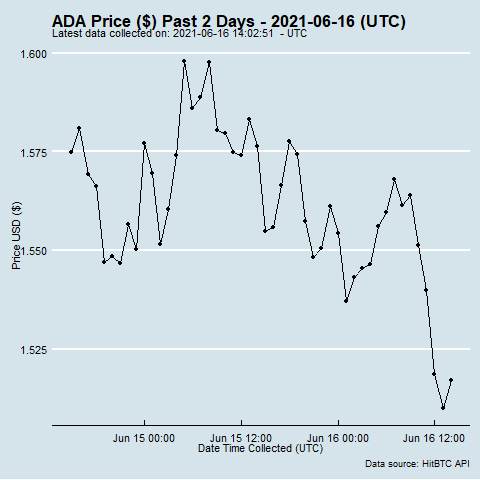 ADA Price ($) Past 2 Days - 2021-06-16 (UTC)
Latest data collected on: 2021-06-16 14:02:51  - UTC
1.600
1.575
1.550
1.525
Price USD ($)
Jun 15 00:00 Jun 15 12:00 Jun 16 00:00 Jun 16 12:00
Date Time Collected (UTC)
Data source: HitBTC API